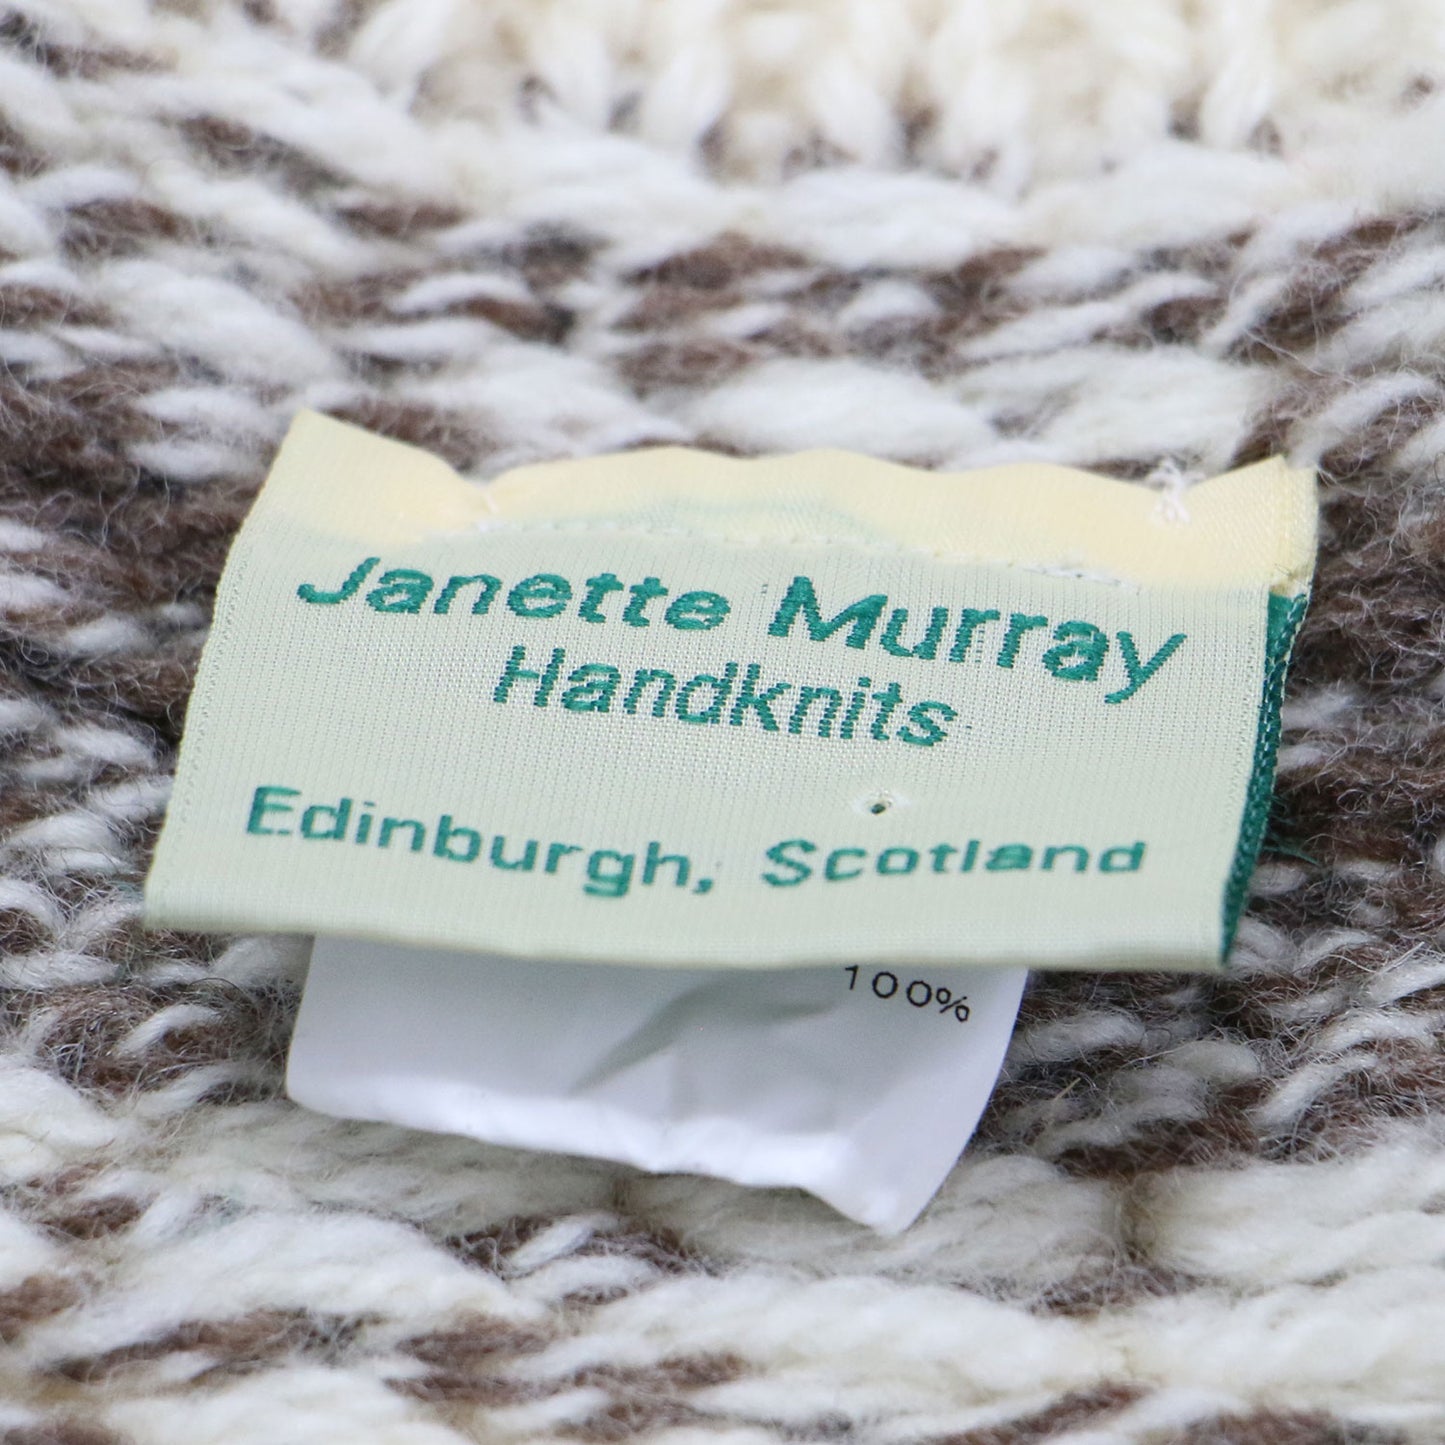 Janette Murray
Handknits
Edinburgh, Scotland
100%